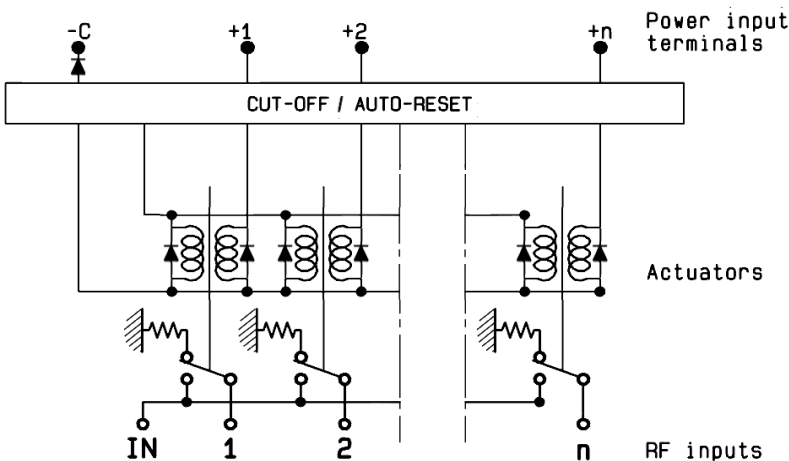 -C +1 +2 +n Power input
terminals
CUT-OFF / AUTO-RESET
Actuators
IN 1 2 n RF inputs